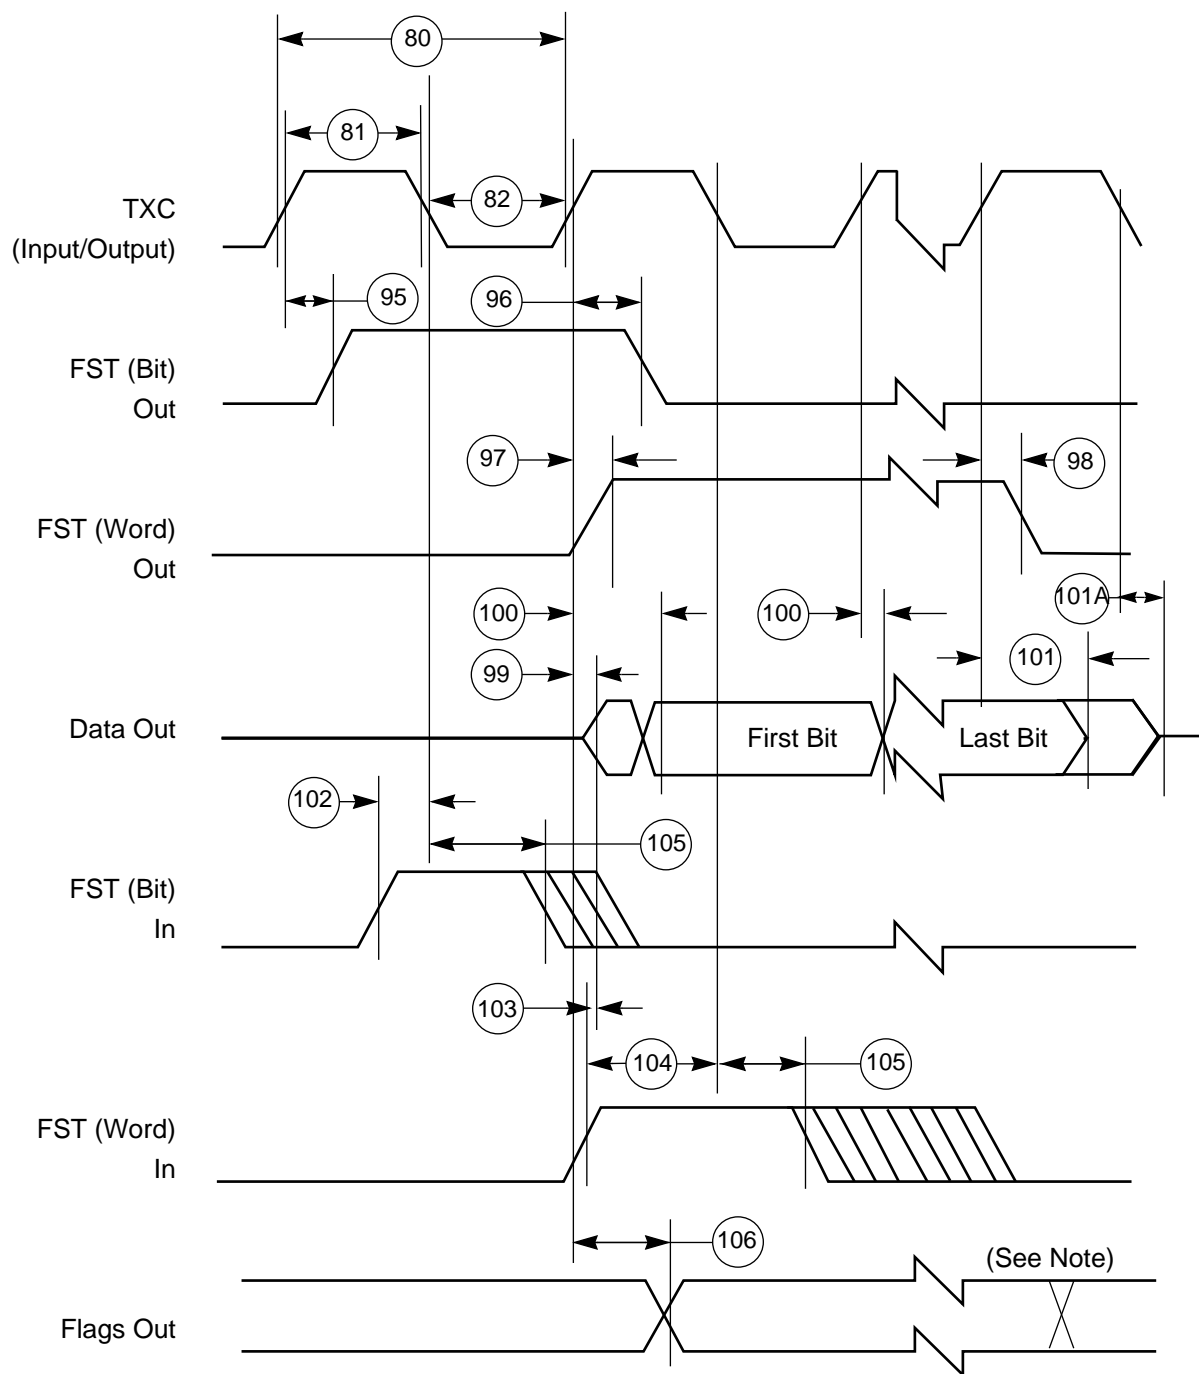 80
81
82
TXC
(Input/Output)
95
96
FST (Bit)
Out
97
98
FST (Word)
Out
101A
100
100
99
101
Data Out
First Bit
Last Bit
102
105
FST (Bit)
In
103
104
105
FST (Word)
In
106
(See Note)
Flags Out